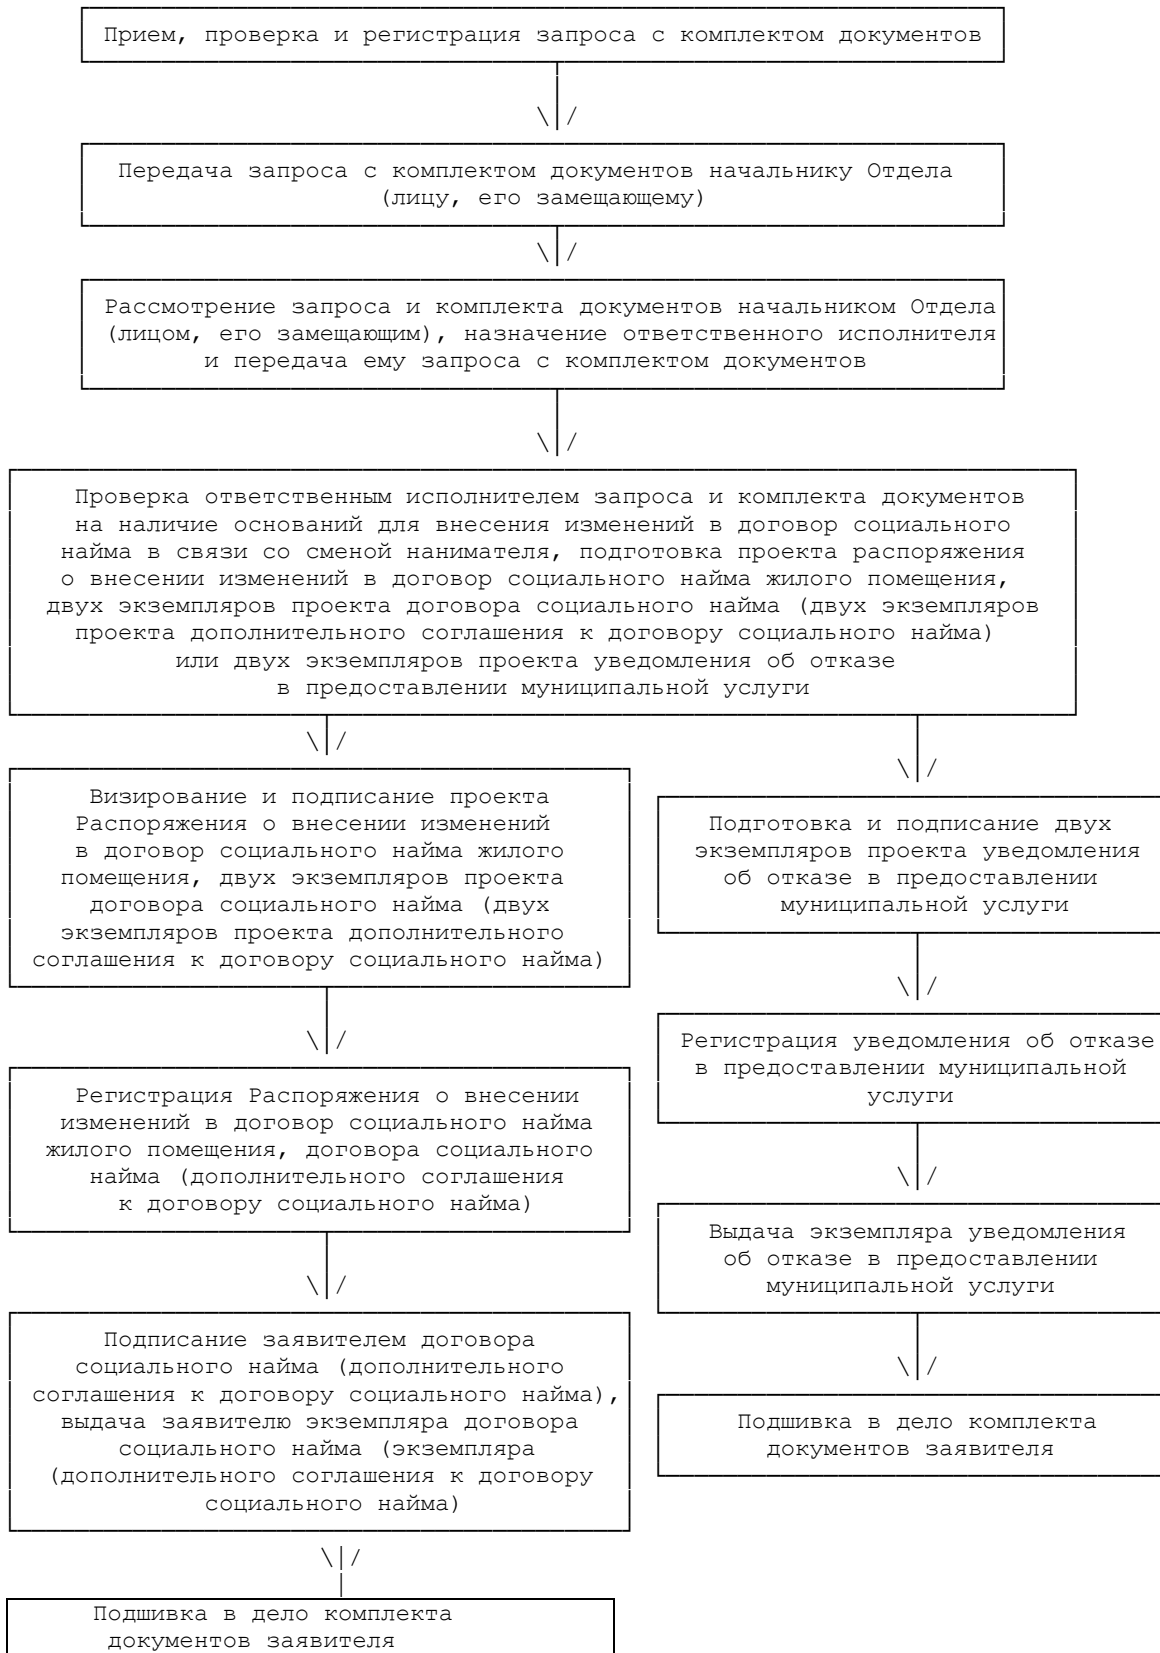 Прием, проверка и регистрация запроса с комплектом документов
Передача запроса с комплектом документов начальнику Отдела
(лицу, его замещающему)
Рассмотрение запроса и комплекта документов начальником Отдела
(лицом, его замещающим), назначение ответственного исполнителя
и передача ему запроса с комплектом документов
Проверка ответственным исполнителем запроса и комплекта документов
на наличие оснований для внесения изменений в договор социального
найма в связи со сменой нанимателя, подготовка проекта распоряжения
о внесении изменений в договор социального найма жилого помещения,
двух экземпляров проекта договора социального найма (двух экземпляров
проекта дополнительного соглашения к договору социального найма)
или двух экземпляров проекта уведомления об отказе
в предоставлении муниципальной услуги
Визирование и подписание проекта
Распоряжения о внесении изменений
в договор социального найма жилого
помещения, двух экземпляров проекта
договора социального найма (двух
экземпляров проекта дополнительного
соглашения к договору социального найма)
Регистрация Распоряжения о внесении
изменений в договор социального найма
жилого помещения, договора социального
найма (дополнительного соглашения
к договору социального найма)
Подписание заявителем договора
социального найма (дополнительного
соглашения к договору социального найма),
выдача заявителю экземпляра договора
социального найма (экземпляра
(дополнительного соглашения к договору
социального найма)
Подшивка в дело комплекта
документов заявителя
Подготовка и подписание двух
экземпляров проекта уведомления
об отказе в предоставлении
муниципальной услуги
Регистрация уведомления об отказе
в предоставлении муниципальной
услуги
Выдача экземпляра уведомления
об отказе в предоставлении
муниципальной услуги
Подшивка в дело комплекта
документов заявителя